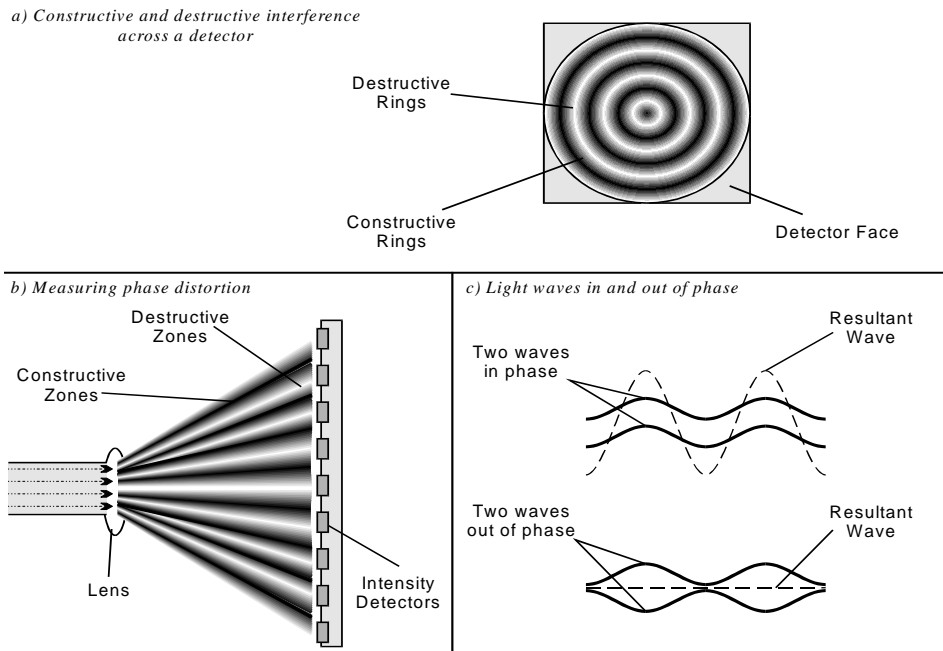 a) Constructive and destructive interference
across a detector
Destructive
Rings
Constructive
Rings
Detector Face
b) Measuring phase distortion
Destructive
Zones
Constructive
Zones
Lens
Intensity
Detectors
c) Light waves in and out of phase
Resultant
Wave
Two waves
in phase
Two waves
out of phase
Resultant
Wave